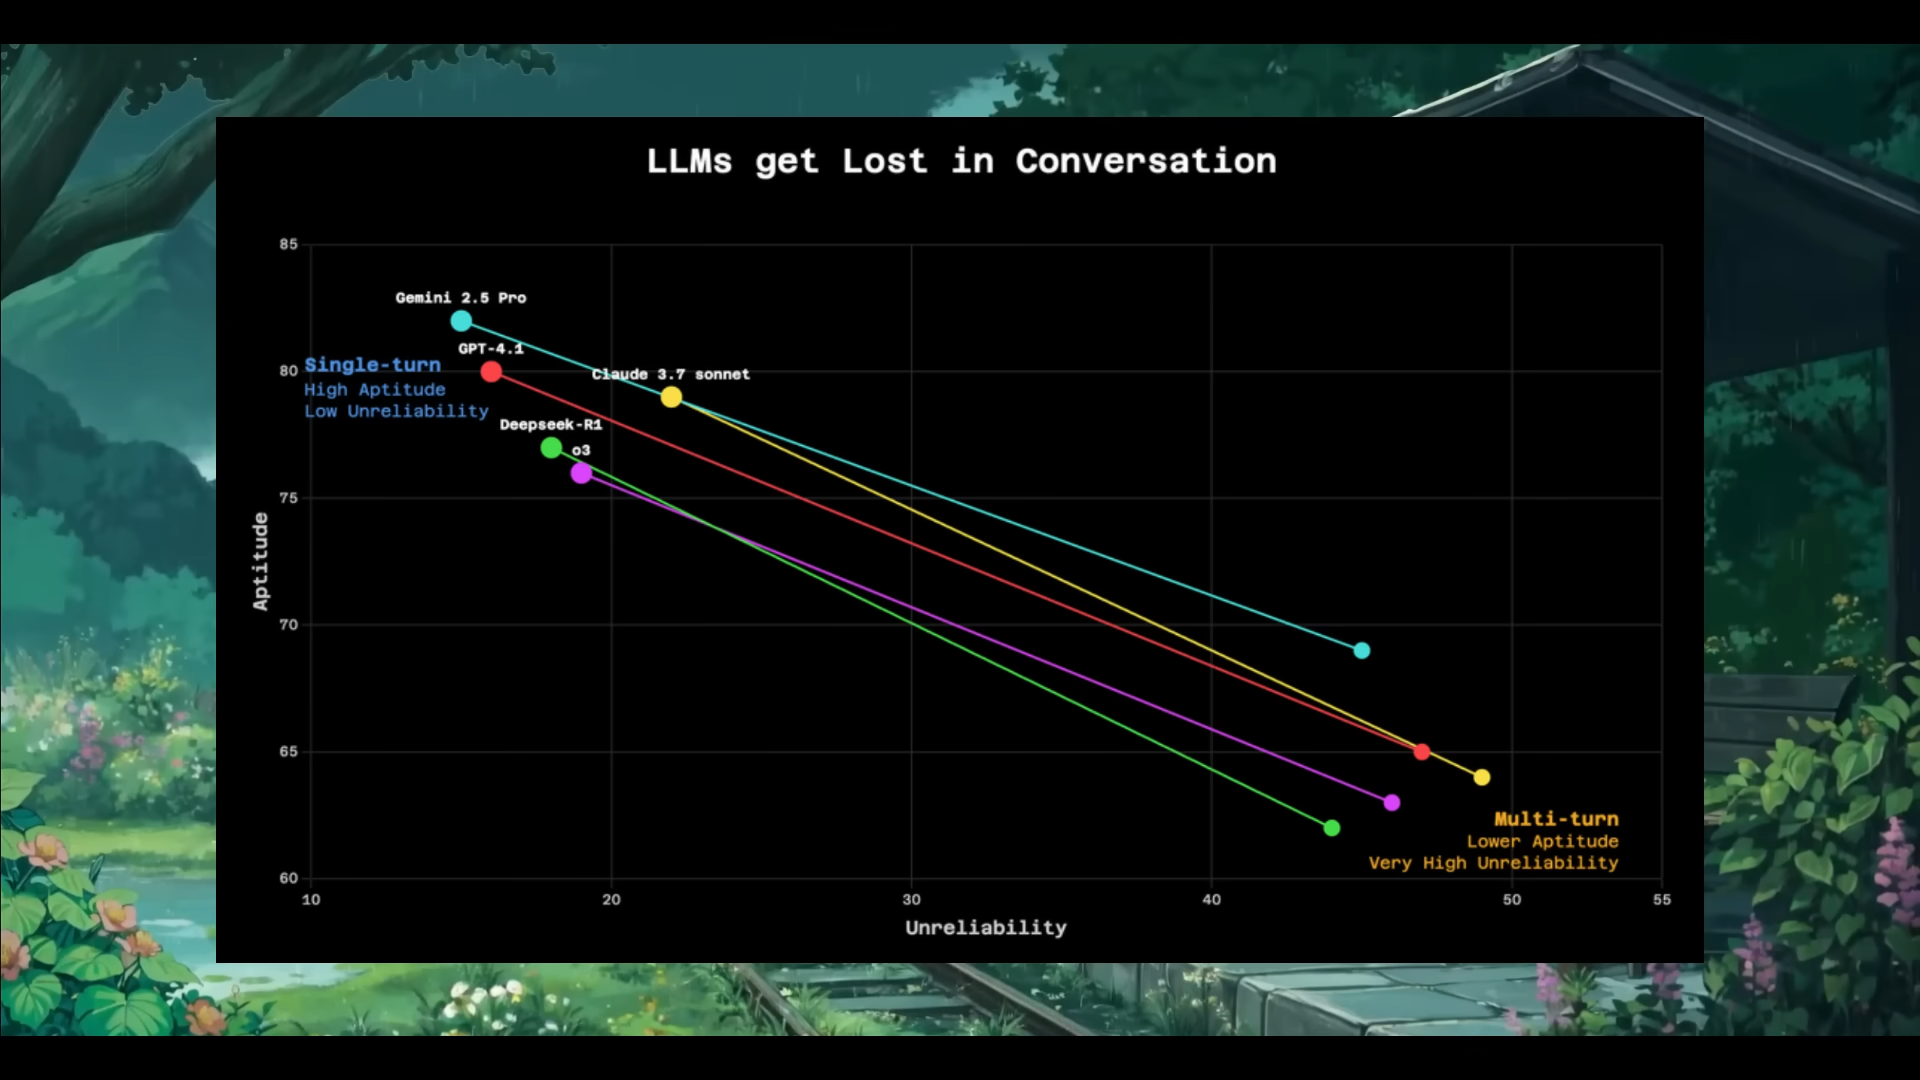 LLMs get Lost in Conversation
85
Gemini 2.5 Pro
GPT-4.1
Single-turn
80
Claude 3.7 sonnet
High Aptitude
Low Unreliability
Deepseek-R1
o3
75
Aptitude
70
65
Multi-turn
Lower Aptitude
Very High Unreliability
60
10 20 30 40 50 55
Unreliability